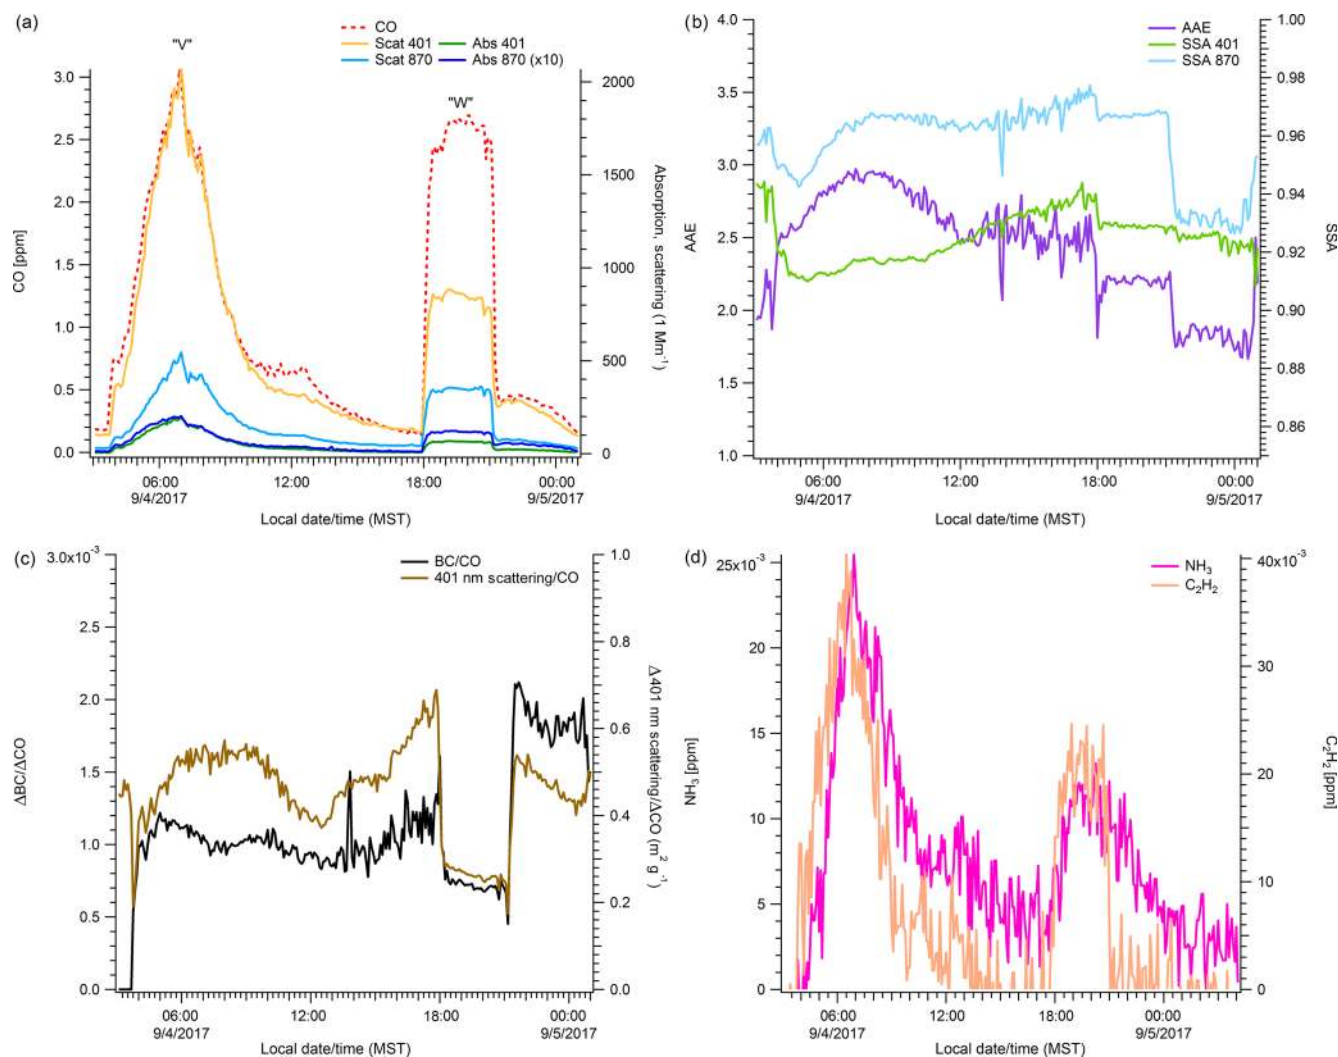 (a)
"V"
"W"
CO
Scat 401
Abs 401
Scat 870
Abs 870 (x10)
3.0
2.5
2.0
1.5
1.0
0.5
0.0
CO [ppm]
2000
1500
1000
500
0
Absorption, scattering (1 Mm⁻¹)
06:00
12:00
18:00
00:00
9/4/2017
9/5/2017
Local date/time (MST)
(b)
AAE
SSA 401
SSA 870
4.0
3.5
3.0
2.5
2.0
1.5
1.0
AAE
1.00
0.98
0.96
0.94
0.92
0.90
0.88
0.86
SSA
06:00
12:00
18:00
00:00
9/4/2017
9/5/2017
Local date/time (MST)
(c)
BC/CO
401 nm scattering/CO
3.0x10⁻³
2.5
2.0
1.5
1.0
0.5
0.0
ΔBC/ΔCO
1.0
0.8
0.6
0.4
0.2
0.0
Δ401 nm scattering/ΔCO (m² g⁻¹)
06:00
12:00
18:00
00:00
9/4/2017
9/5/2017
Local date/time (MST)
(d)
NH₃
C₂H₂
25x10⁻³
20
15
10
5
0
NH₃ [ppm]
40x10⁻³
30
20
10
0
C₂H₂ [ppm]
06:00
12:00
18:00
00:00
9/4/2017
9/5/2017
Local date/time (MST)